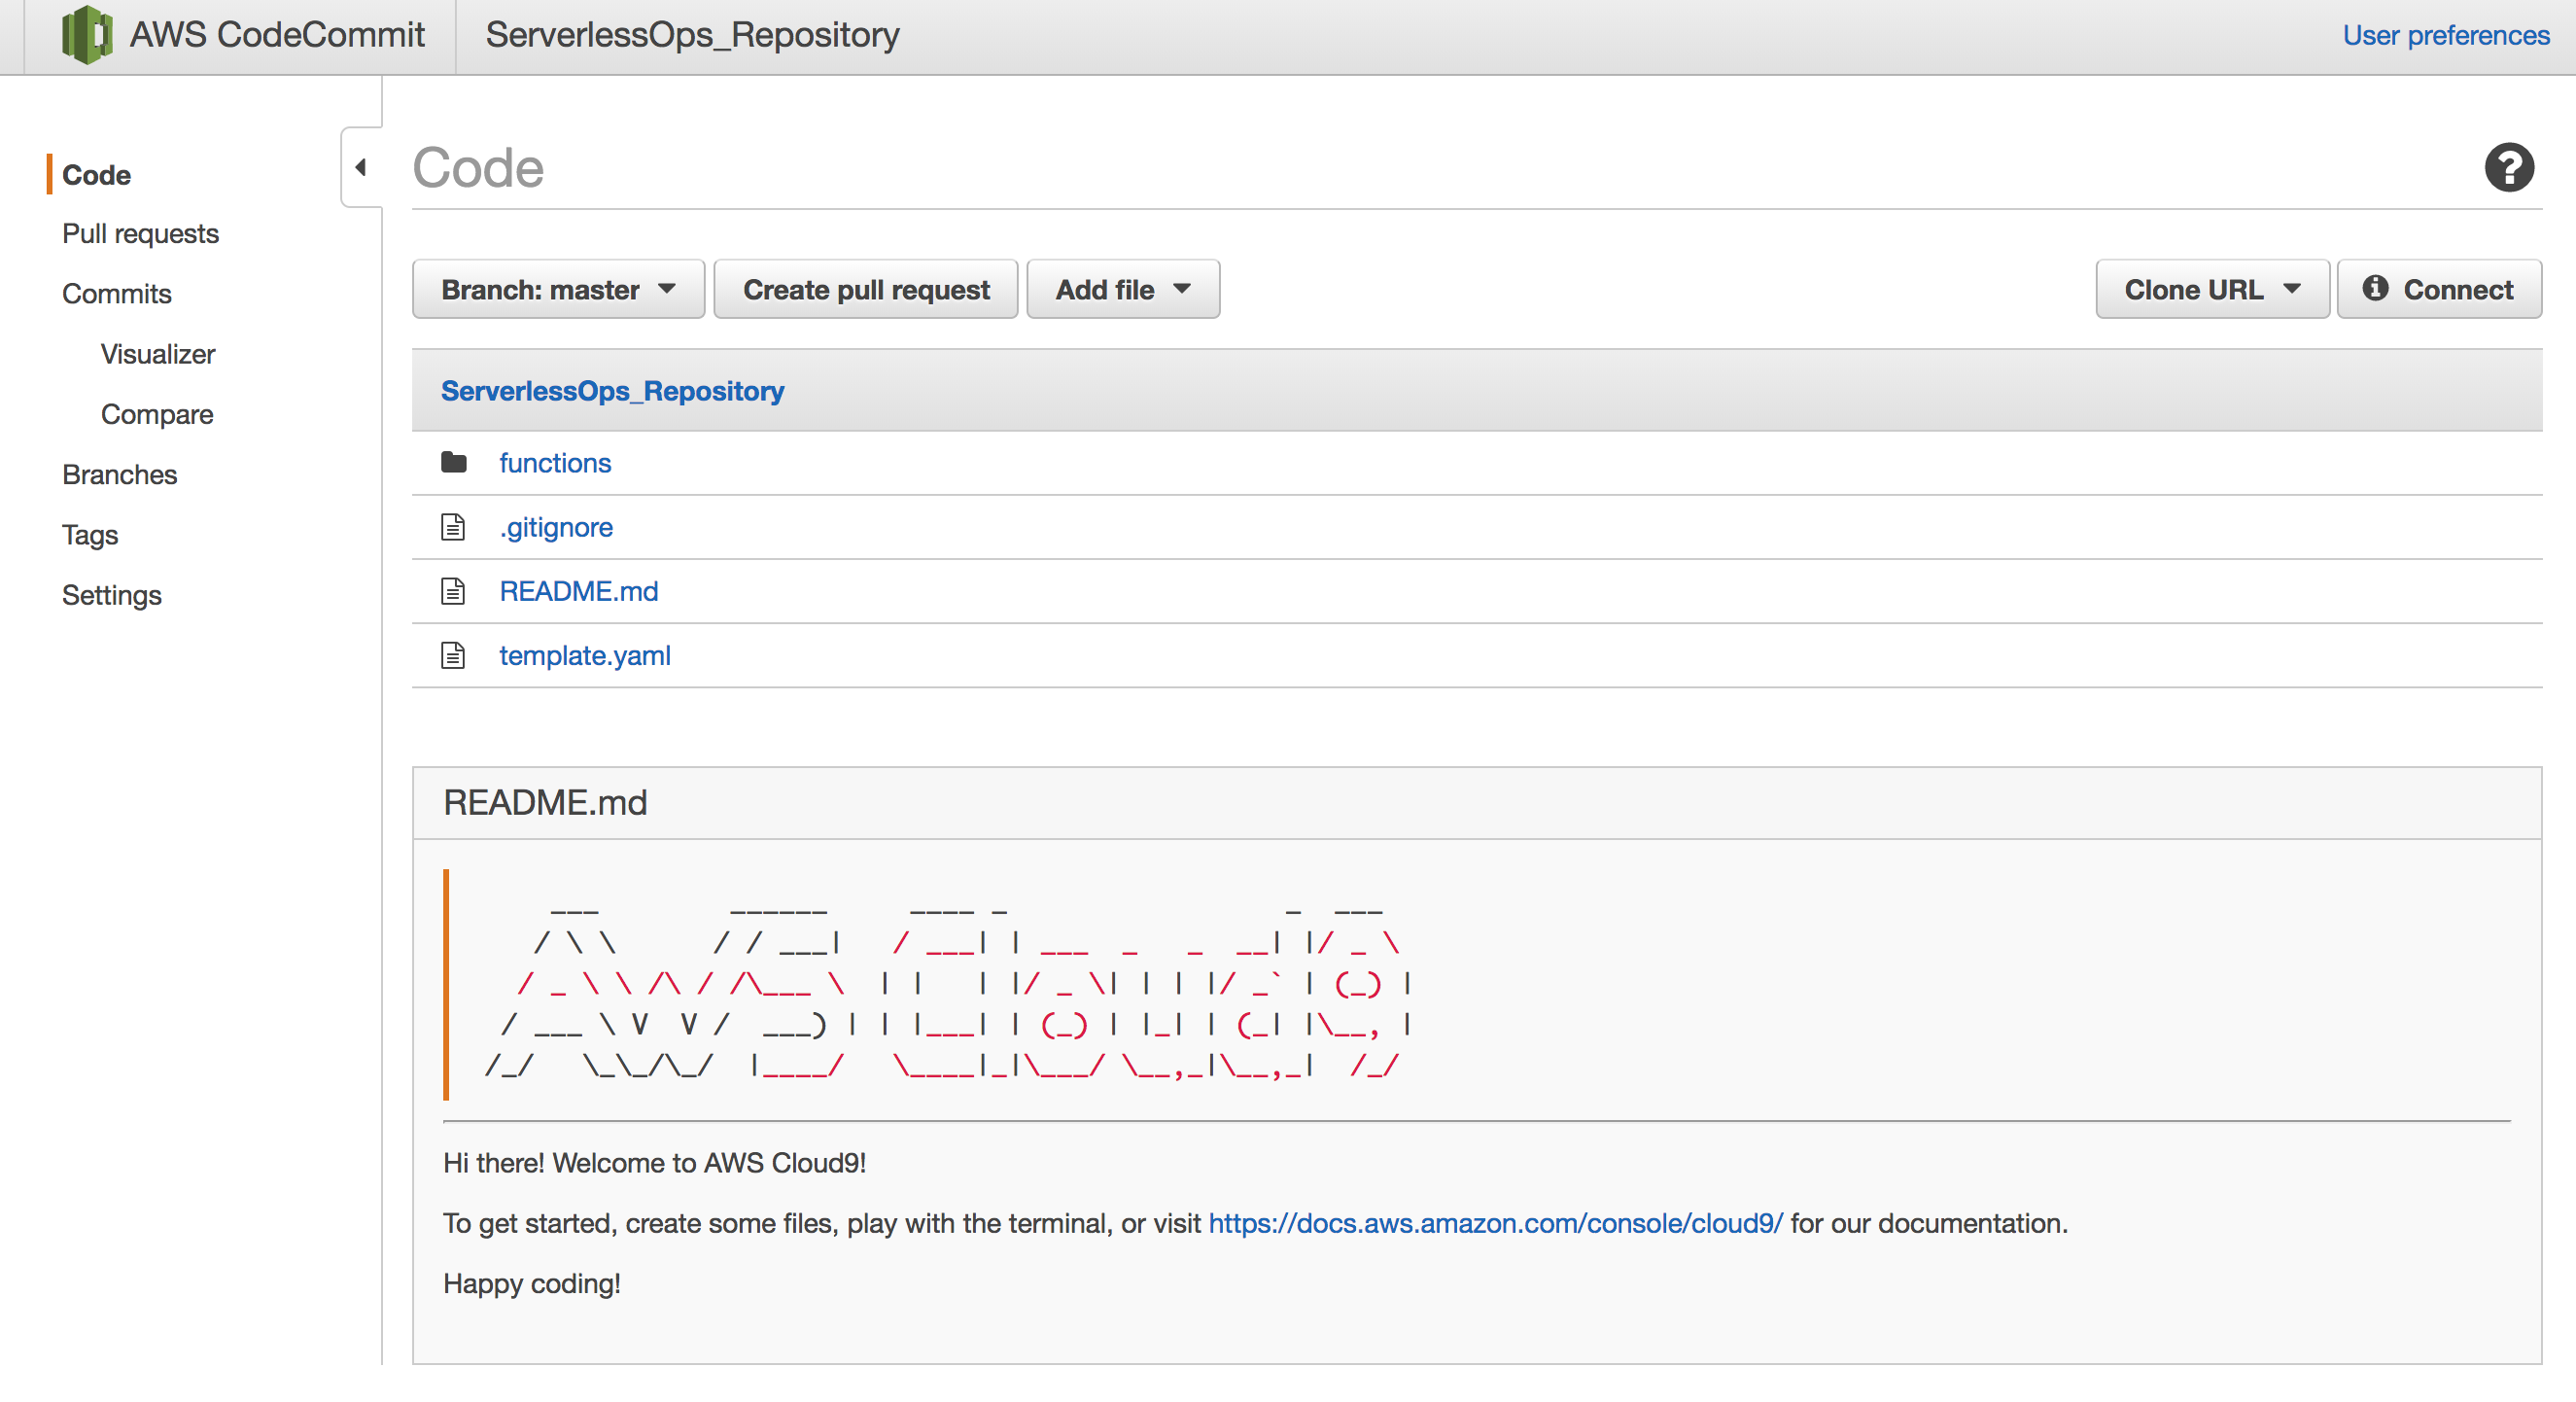 AWS CodeCommit
ServerlessOps_Repository
User preferences
Code
Pull requests
Commits
Visualizer
Compare
Branches
Tags
Settings
Code
Branch: master
Create pull request
Add file
Clone URL
Connect
ServerlessOps_Repository
functions
.gitignore
README.md
template.yaml
README.md
    ___        ______     ____ _                 _  ___
   / \ \      / / ___|   / ___| | ___  _   _  __| |/ _ \
  / _ \ \ /\ / /\___ \  | |   | |/ _ \| | | |/ _` | (_) |
 / ___ \ V  V /  ___) | | |___| | (_) | |_| | (_| |\__, |
/_/   \_\_/\_/  |____/   \____|_|\___/ \__,_|\__,_|  /_/
Hi there! Welcome to AWS Cloud9!
To get started, create some files, play with the terminal, or visit https://docs.aws.amazon.com/console/cloud9/ for our documentation.
Happy coding!